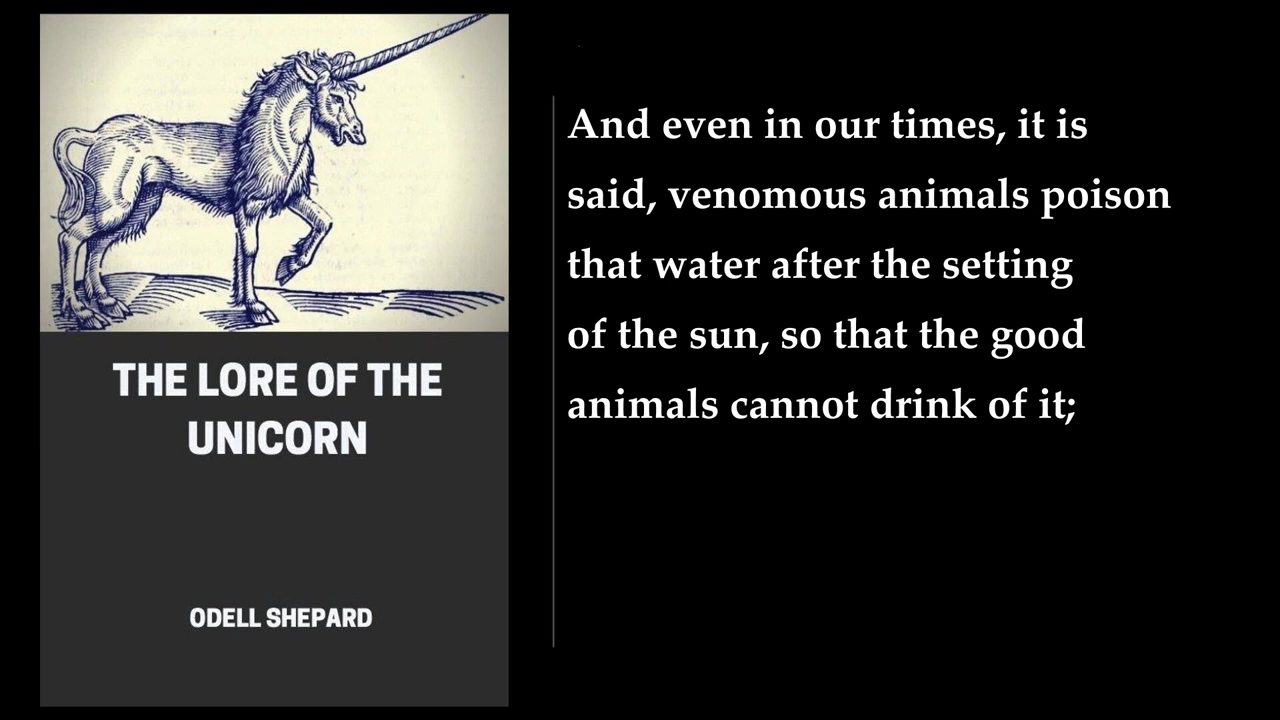 THE LORE OF THE
UNICORN
ODELL SHEPARD
And even in our times, it is
said, venomous animals poison
that water after the setting
of the sun, so that the good
animals cannot drink of it;